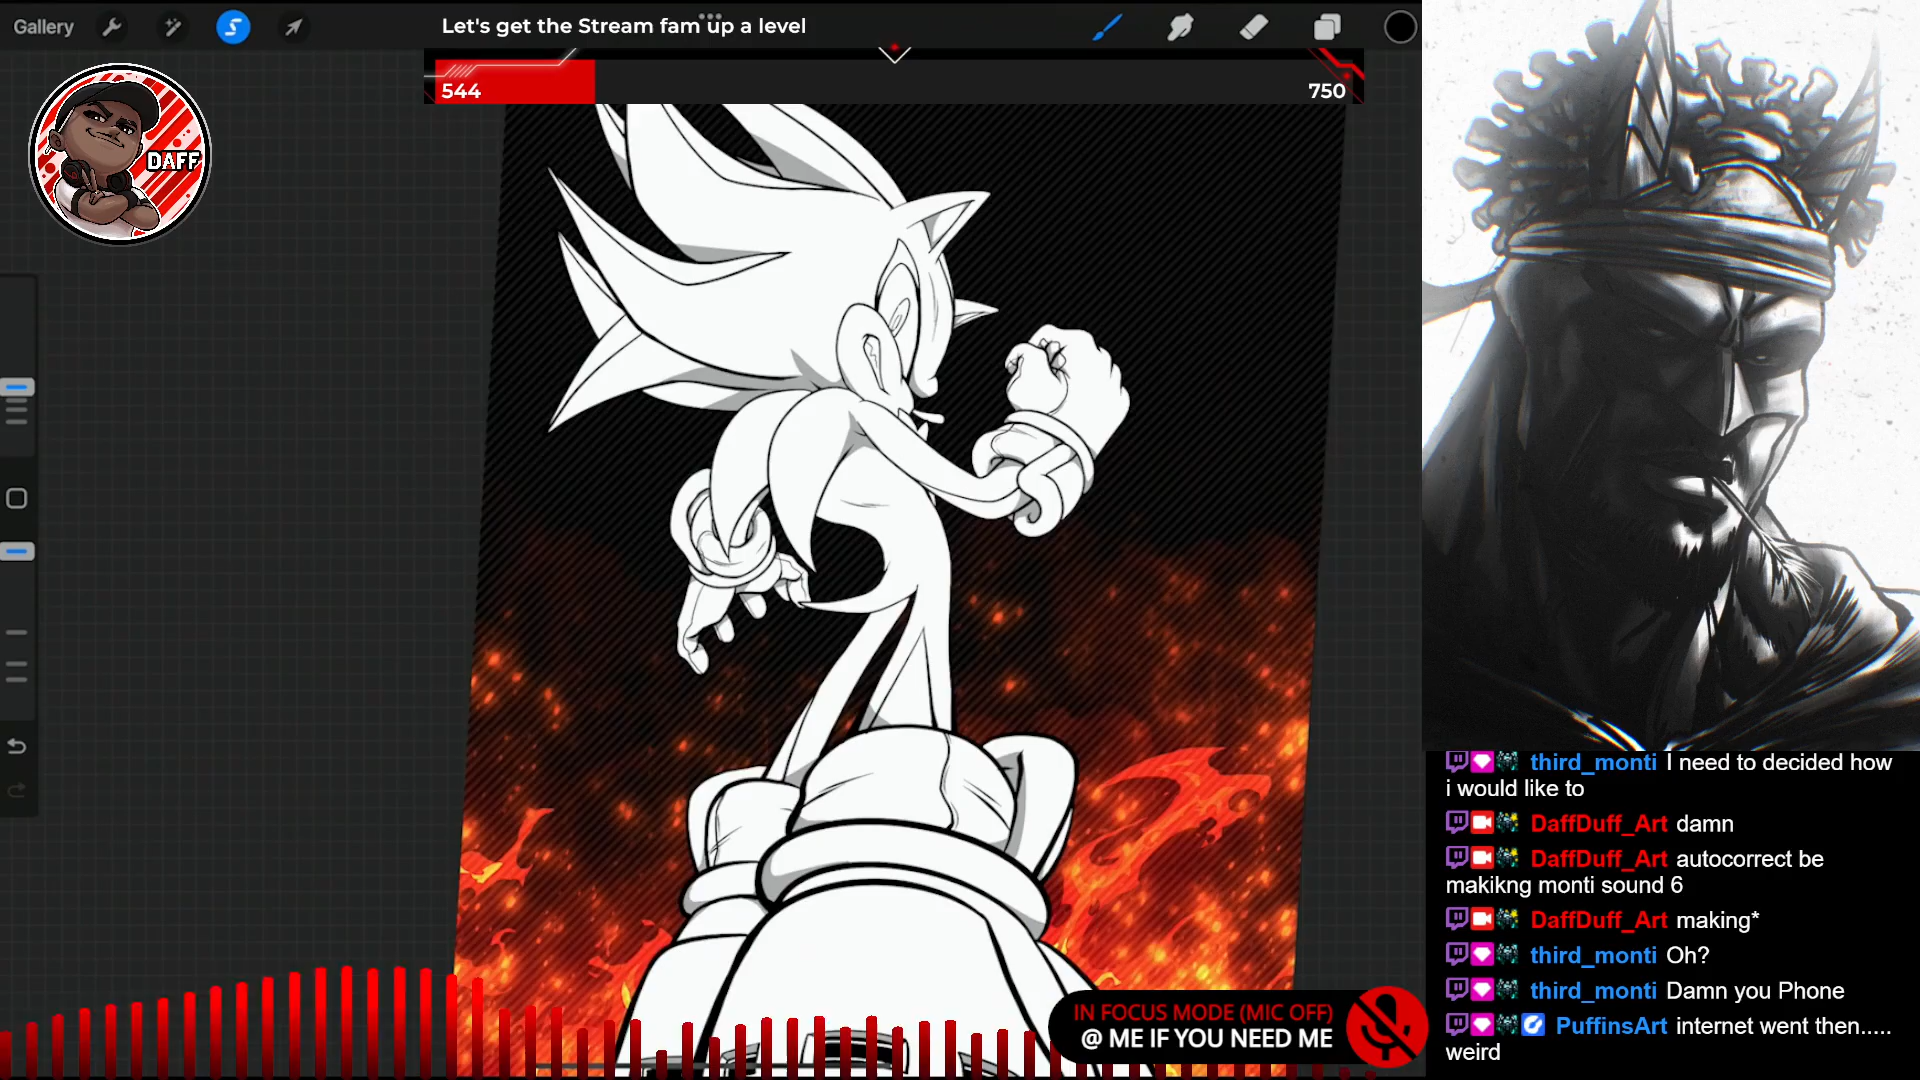 Gallery
Let's get the Stream fam up a level
544
750
DAFF
third_monti I need to decided how
i would like to
DaffDuff_Art damn
DaffDuff_Art autocorrect be
makikng monti sound 6
DaffDuff_Art making*
third_monti Oh?
third_monti Damn you Phone
PuffinsArt internet went then.....
weird
IN FOCUS MODE (MIC OFF)
@ ME IF YOU NEED ME